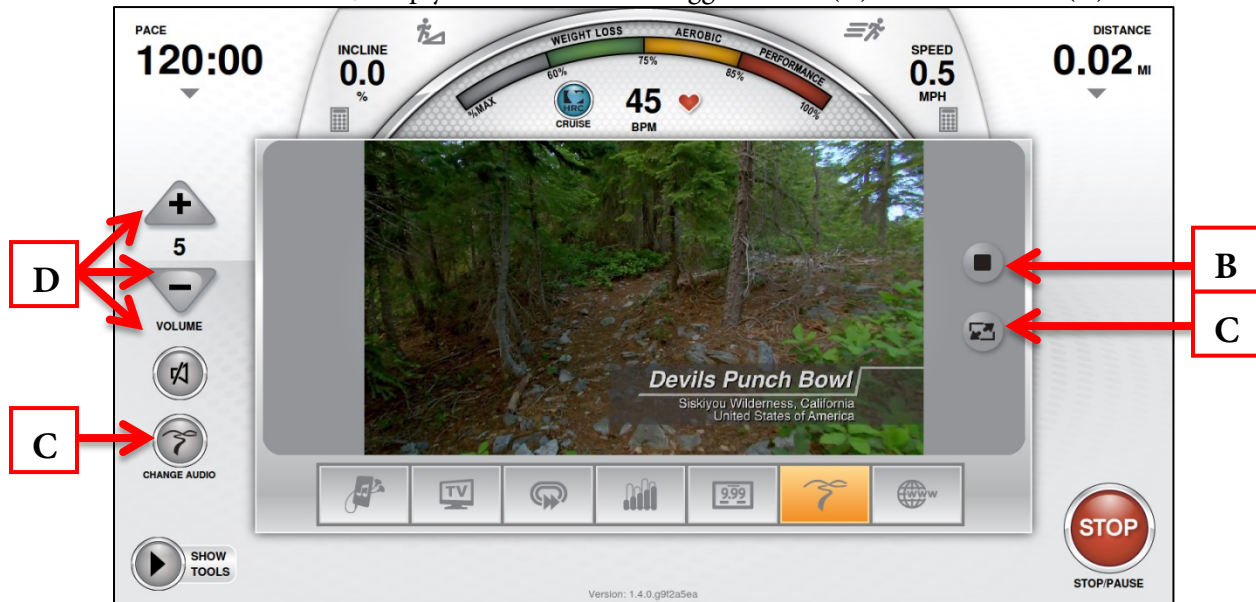 PACE
120:00
INCLINE
0.0
%
WEIGHT LOSS
AEROBIC
PERFORMANCE
%MAX
60%
75%
85%
100%
HRC
CRUISE
45
BPM
SPEED
0.5
MPH
DISTANCE
0.02 MI
+
5
−
VOLUME
D
B
C
C
CHANGE AUDIO
Devils Punch Bowl
Siskiyou Wilderness, California
United States of America
TV
9.99
www
SHOW
TOOLS
STOP
STOP/PAUSE
Version: 1.4.0.g9f2a5ea